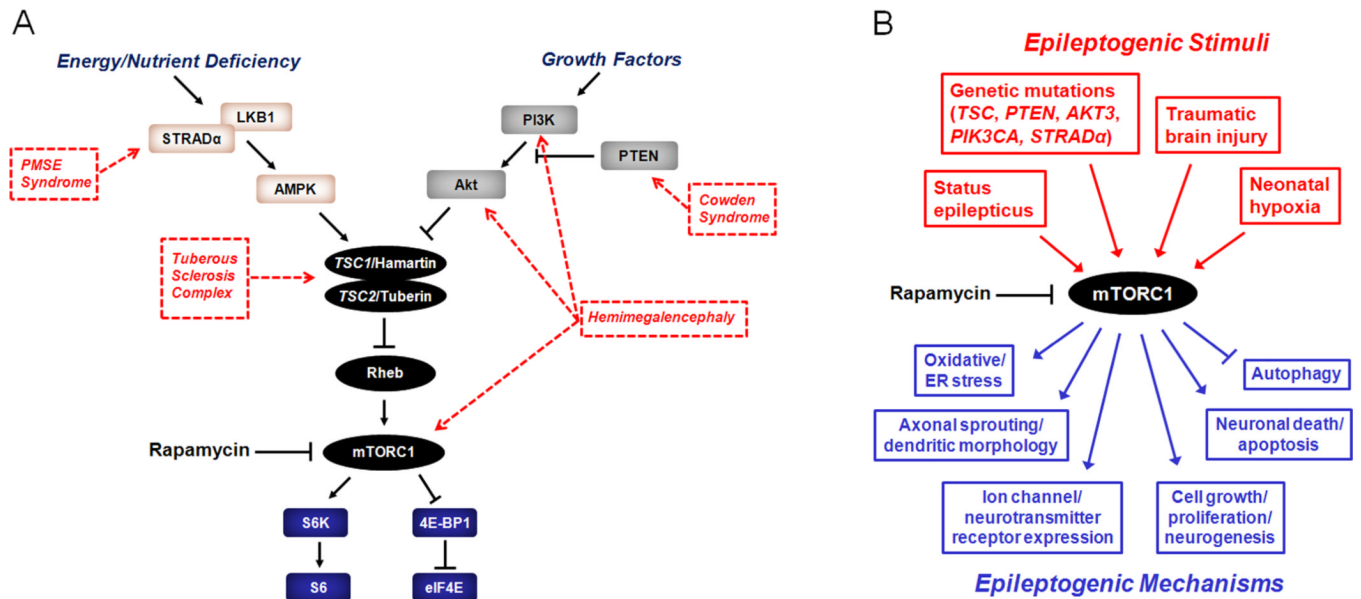 A
Energy/Nutrient Deficiency
Growth Factors
LKB1
STRADα
PI3K
PTEN
PMSE
Syndrome
AMPK
Akt
Cowden
Syndrome
Tuberous
Sclerosis
Complex
TSC1/Hamartin
TSC2/Tuberin
Hemimegalencephaly
Rheb
Rapamycin
mTORC1
S6K
4E-BP1
S6
eIF4E
B
Epileptogenic Stimuli
Genetic mutations
(TSC, PTEN, AKT3,
PIK3CA, STRADα)
Traumatic
brain injury
Status
epilepticus
Neonatal
hypoxia
Rapamycin
mTORC1
Oxidative/
ER stress
Autophagy
Axonal sprouting/
dendritic morphology
Neuronal death/
apoptosis
Ion channel/
neurotransmitter
receptor expression
Cell growth/
proliferation/
neurogenesis
Epileptogenic Mechanisms